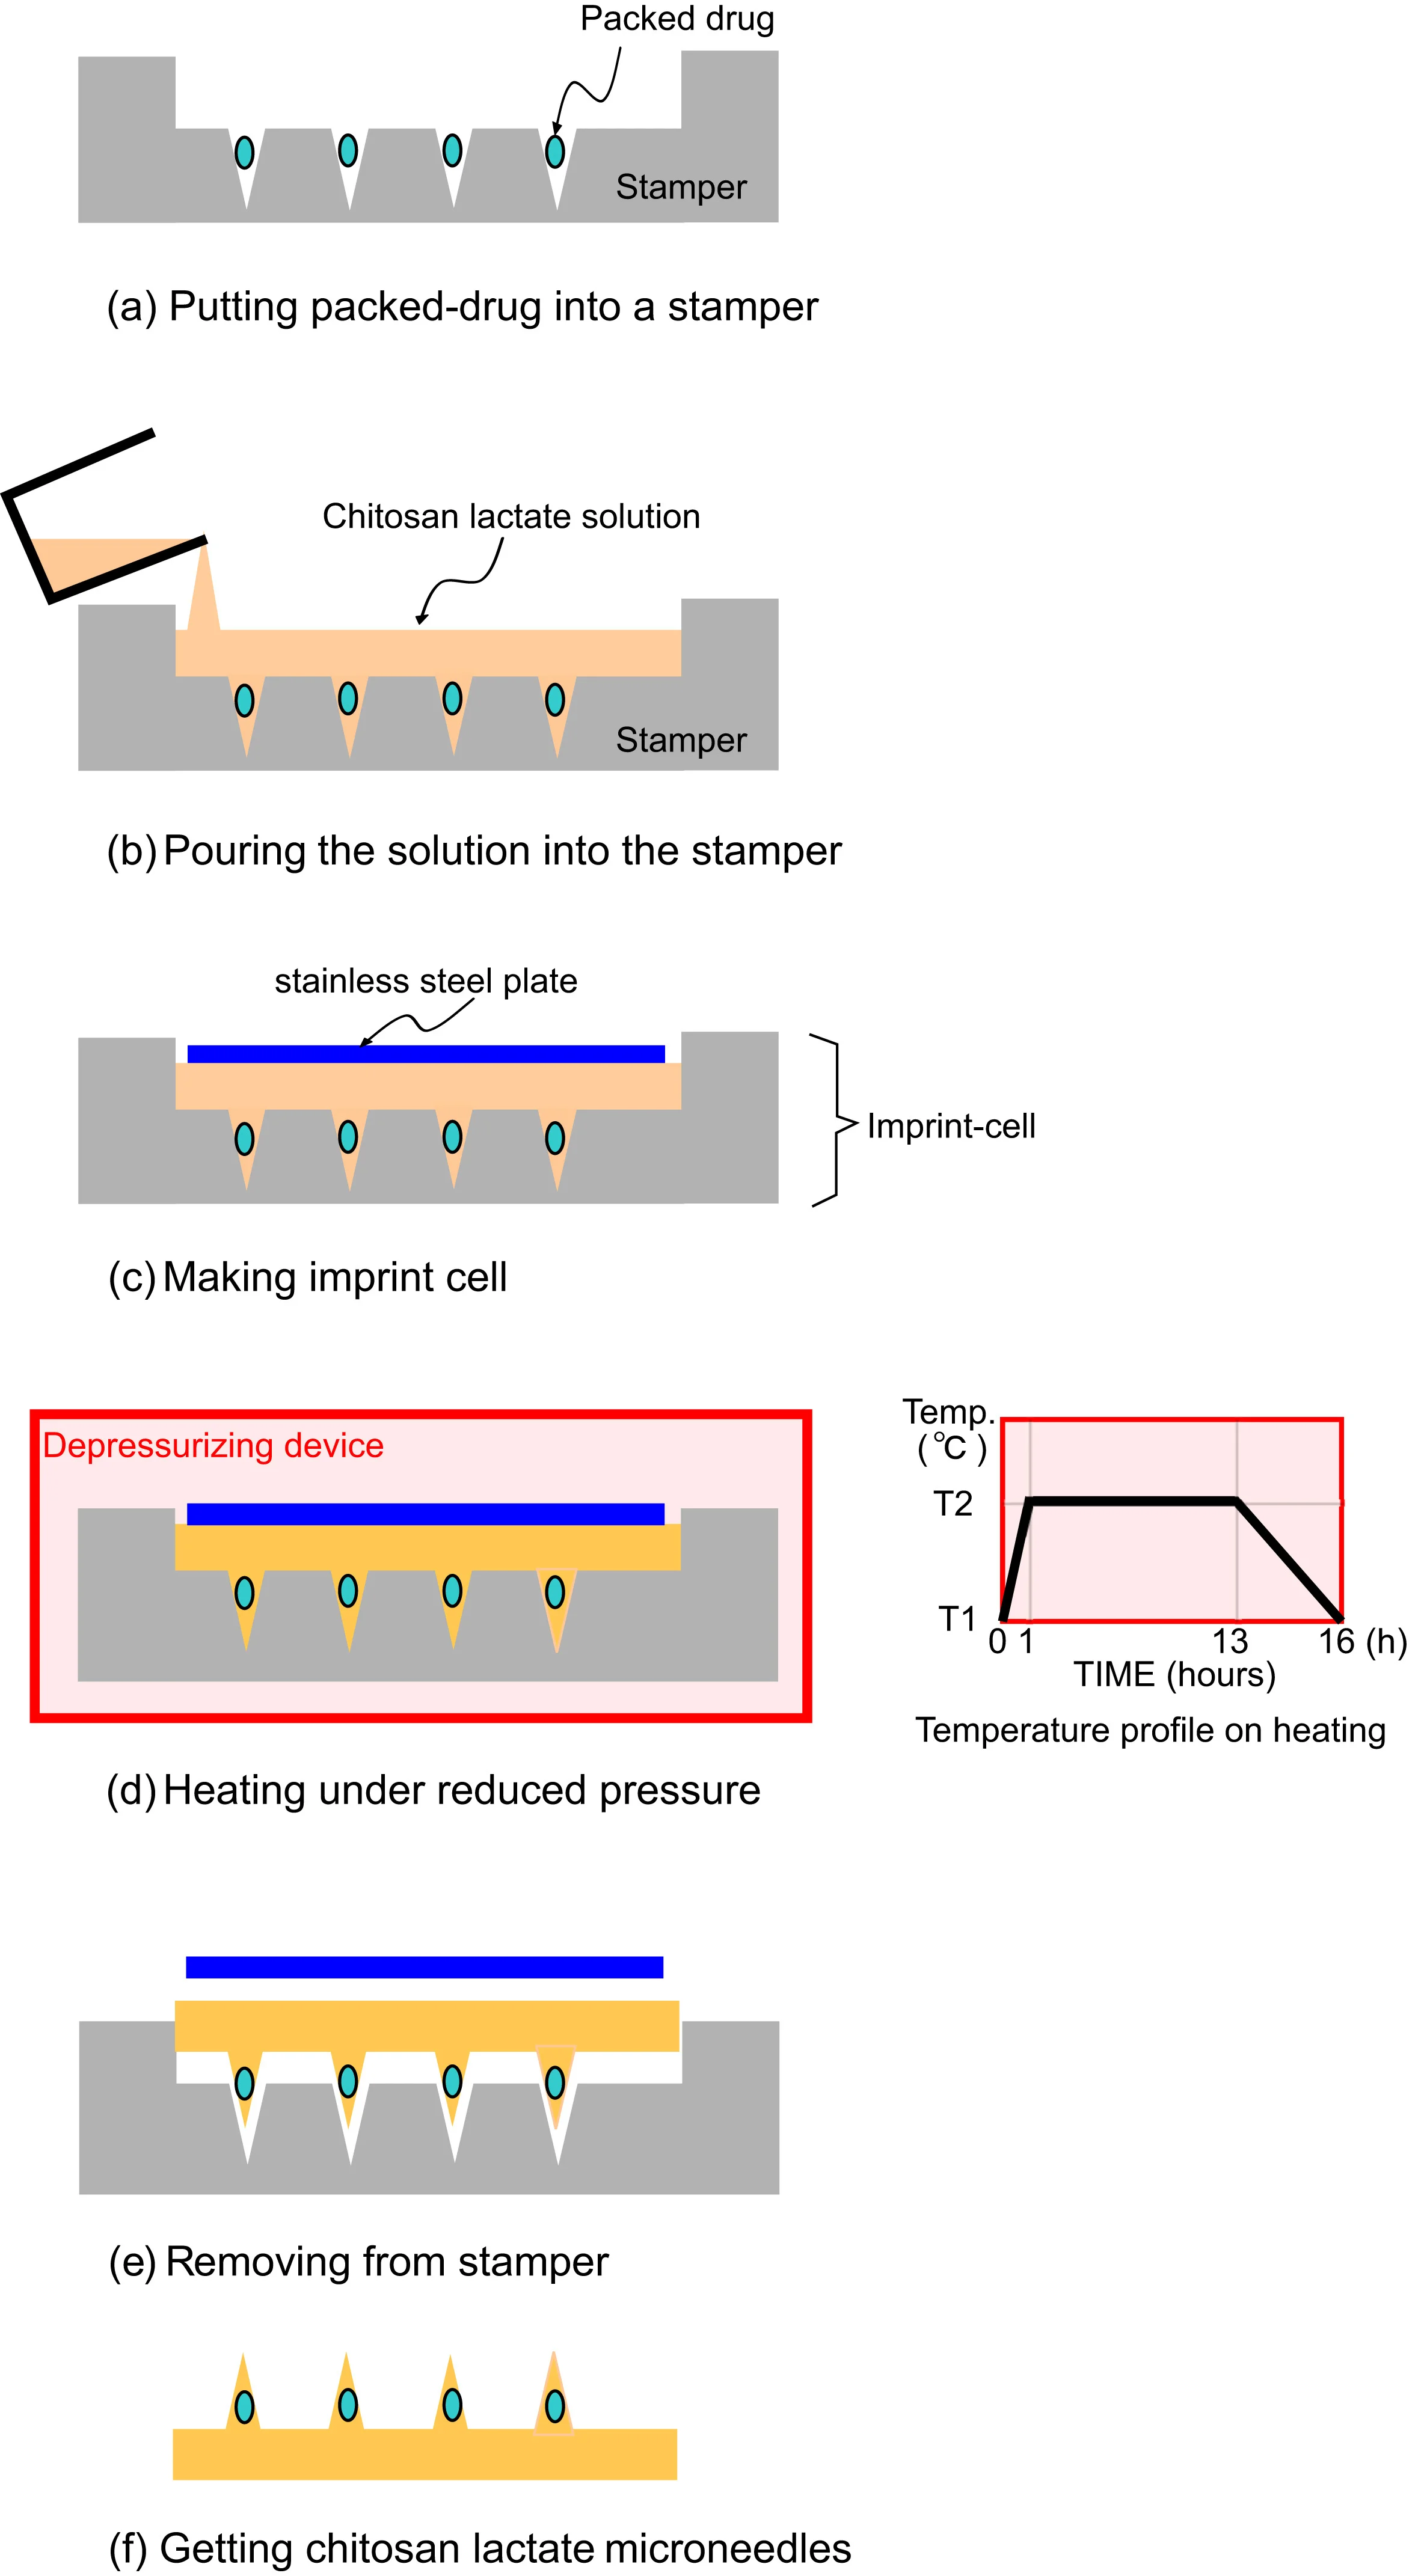 Packed drug
Stamper
(a) Putting packed-drug into a stamper
Chitosan lactate solution
Stamper
(b) Pouring the solution into the stamper
stainless steel plate
Imprint-cell
(c) Making imprint cell
Depressurizing device
Temp.
(℃)
T2
T1
0 1 13 16 (h)
TIME (hours)
Temperature profile on heating
(d) Heating under reduced pressure
(e) Removing from stamper
(f) Getting chitosan lactate microneedles